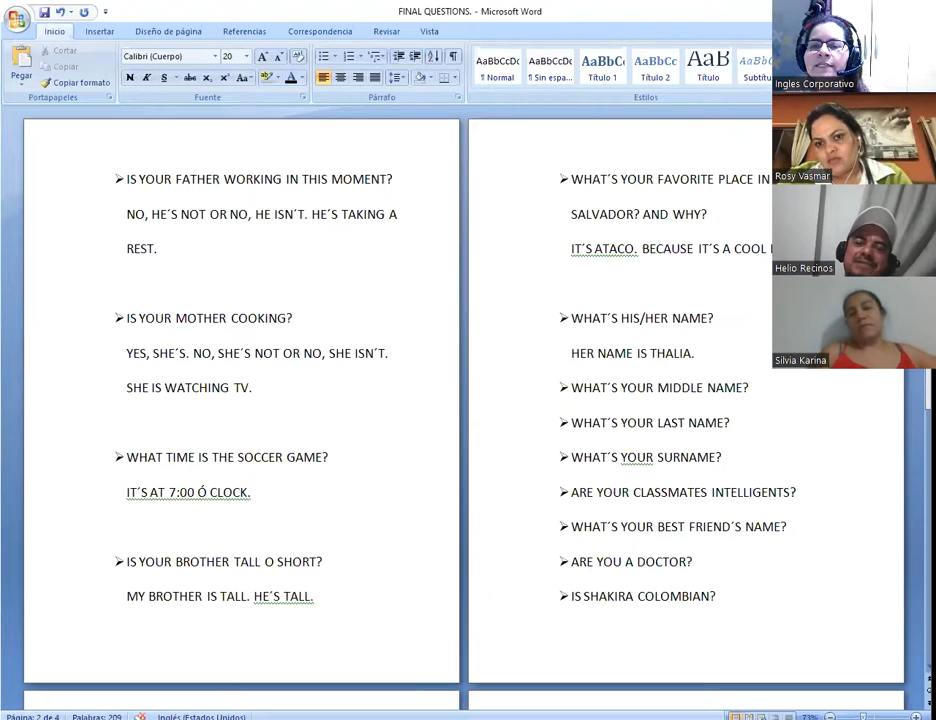 FINAL QUESTIONS. - Microsoft Word
Inicio Insertar Diseño de página Referencias Correspondencia Revisar Vista
Pegar
Cortar
Copiar
Copiar formato
Portapapeles
Calibri (Cuerpo) 20
Fuente
Párrafo
AaBbCcDc AaBbCcDc AaBbC AaBbCc AaB AaBbCc
¶ Normal ¶ Sin espa... Título 1 Título 2 Título Subtítu
Estilos
Ingles Corporativo
Rosy Vasmar
Helio Recinos
Silvia Karina
IS YOUR FATHER WORKING IN THIS MOMENT?
NO, HE´S NOT OR NO, HE ISN´T. HE´S TAKING A
REST.
IS YOUR MOTHER COOKING?
YES, SHE´S. NO, SHE´S NOT OR NO, SHE ISN´T.
SHE IS WATCHING TV.
WHAT TIME IS THE SOCCER GAME?
IT´S AT 7:00 Ó CLOCK.
IS YOUR BROTHER TALL O SHORT?
MY BROTHER IS TALL. HE´S TALL.
WHAT´S YOUR FAVORITE PLACE IN
SALVADOR? AND WHY?
IT´S ATACO. BECAUSE IT´S A COOL
WHAT´S HIS/HER NAME?
HER NAME IS THALIA.
WHAT´S YOUR MIDDLE NAME?
WHAT´S YOUR LAST NAME?
WHAT´S YOUR SURNAME?
ARE YOUR CLASSMATES INTELLIGENTS?
WHAT´S YOUR BEST FRIEND´S NAME?
ARE YOU A DOCTOR?
IS SHAKIRA COLOMBIAN?
Página: 2 de 4 Palabras: 209 Inglés (Estados Unidos) 73%